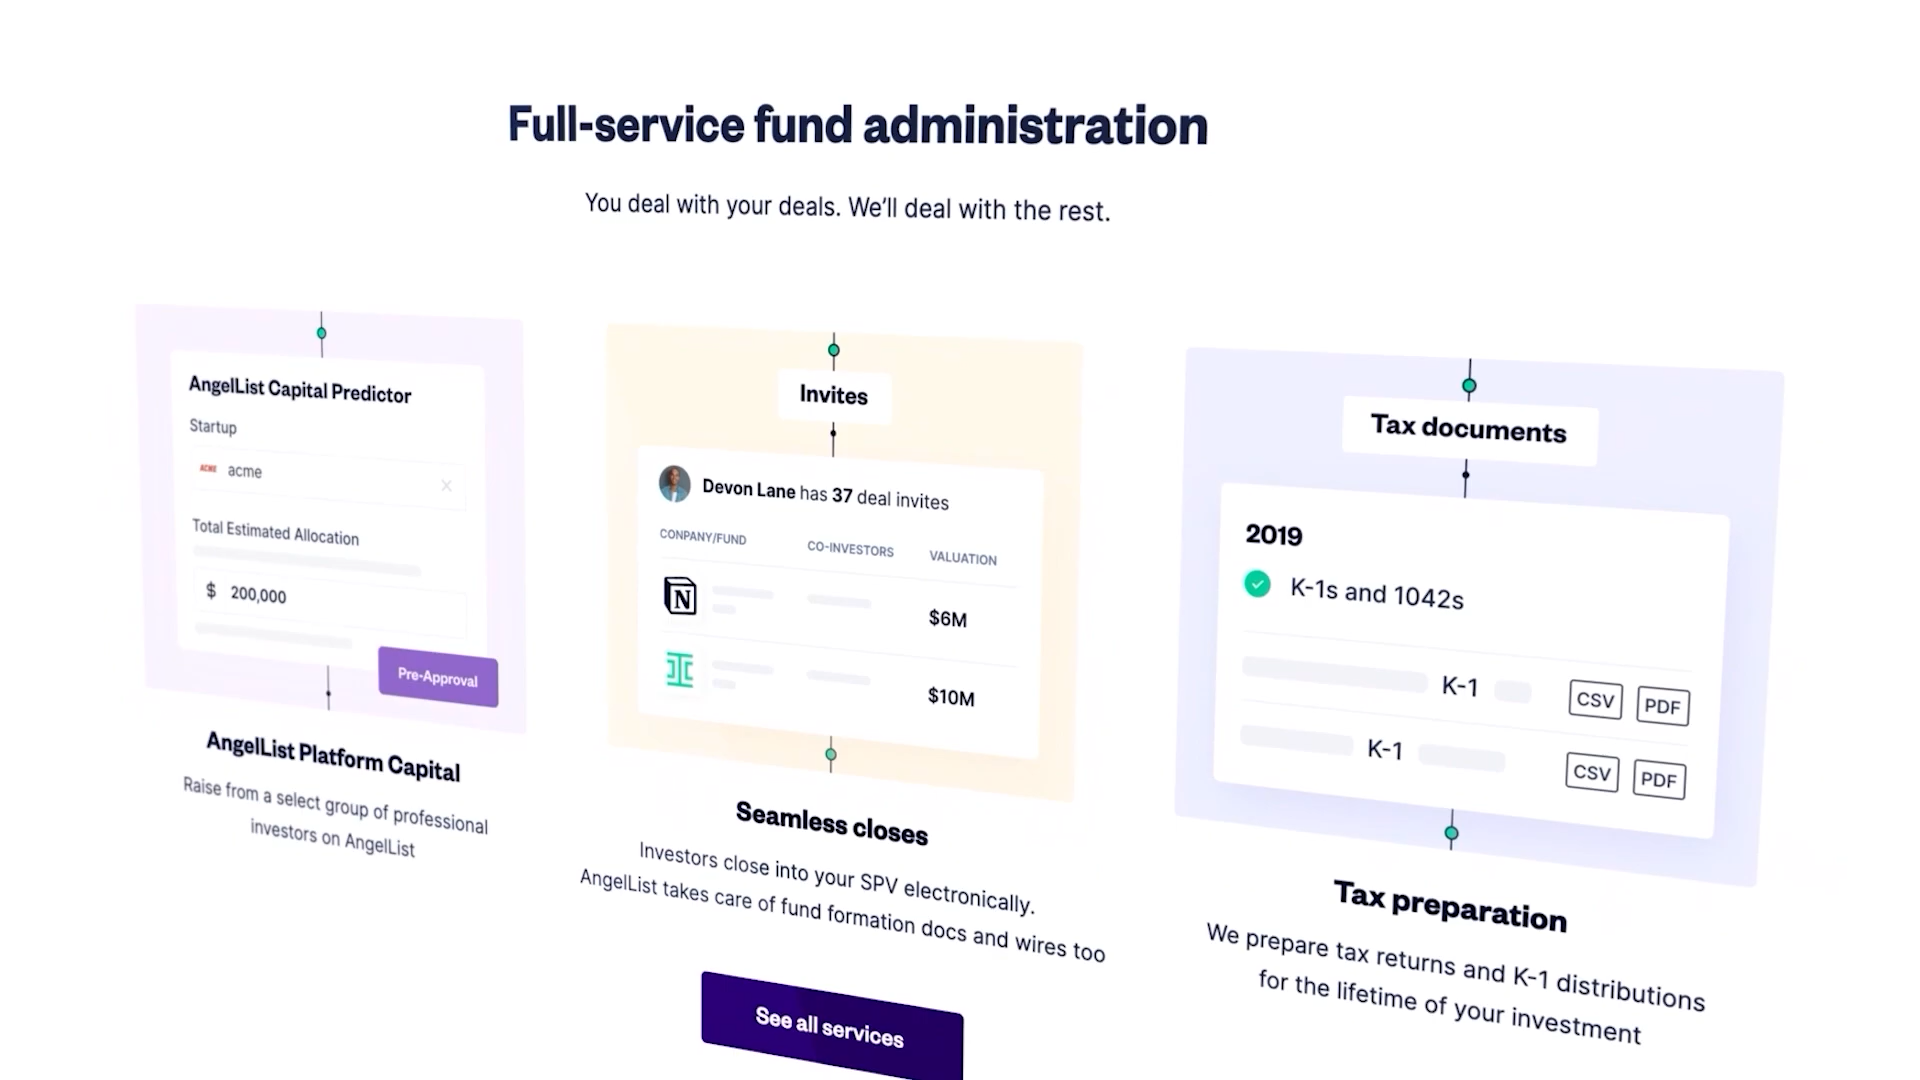 Full-service fund administration
You deal with your deals. We'll deal with the rest.
AngelList Capital Predictor
Startup
ACME acme
Total Estimated Allocation
$ 200,000
Pre-Approval
AngelList Platform Capital
Raise from a select group of professional
investors on AngelList
Invites
Devon Lane has 37 deal invites
CONPANY/FUND CO-INVESTORS VALUATION
N $6M
$10M
Seamless closes
Investors close into your SPV electronically.
AngelList takes care of fund formation docs and wires too
See all services
Tax documents
2019
K-1s and 1042s
K-1 CSV PDF
K-1 CSV PDF
Tax preparation
We prepare tax returns and K-1 distributions
for the lifetime of your investment